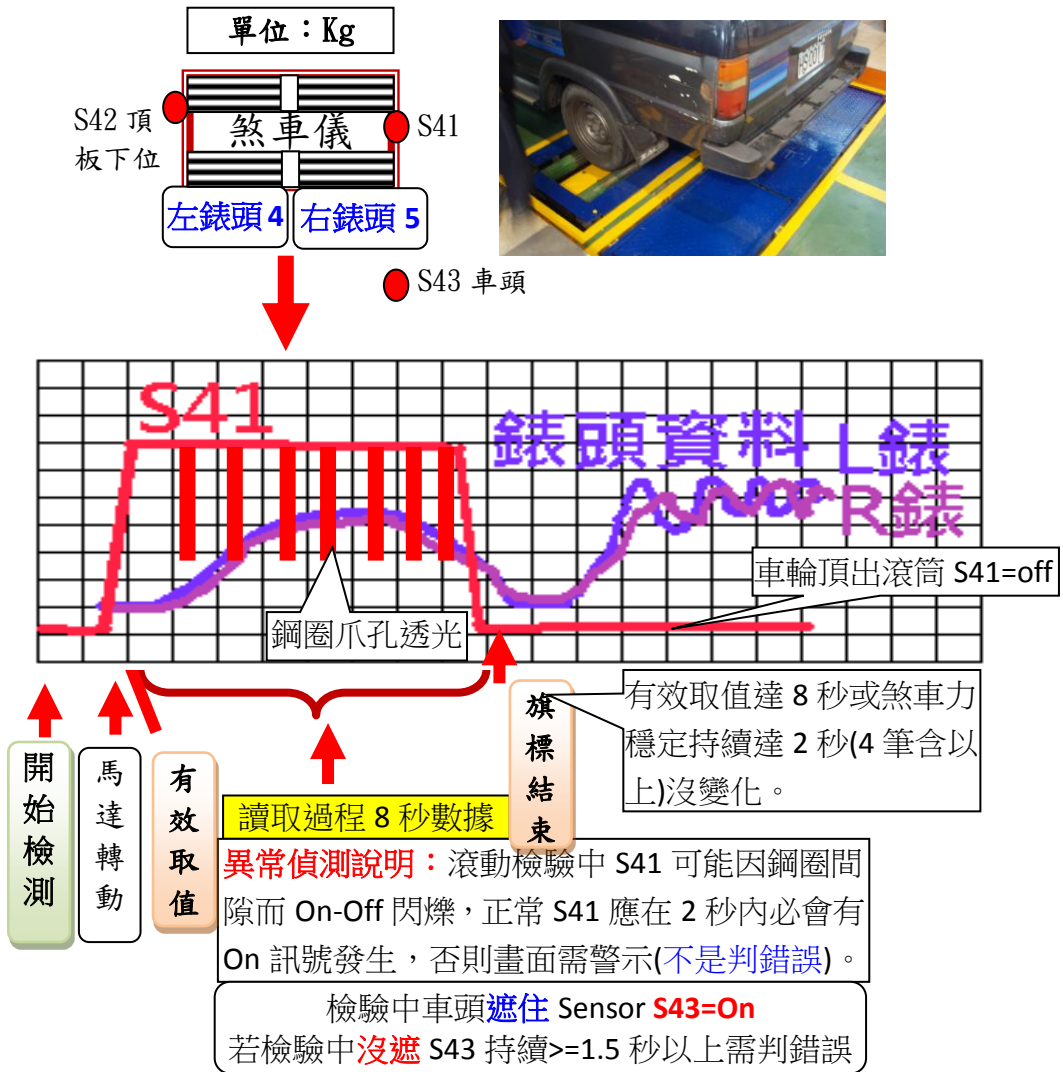 單位：Kg
S42 頂
板下位
煞車儀
S41
左錶頭 4
右錶頭 5
S43 車頭
S41
錶頭資料 L錶
R錶
車輪頂出滾筒 S41=off
鋼圈爪孔透光
開始檢測
馬達轉動
有效取值
旗標結束
有效取值達 8 秒或煞車力
穩定持續達 2 秒(4 筆含以
上)沒變化。
讀取過程 8 秒數據
異常偵測說明：滾動檢驗中 S41 可能因鋼圈間
隙而 On-Off 閃爍，正常 S41 應在 2 秒內必會有
On 訊號發生，否則畫面需警示(不是判錯誤)。
檢驗中車頭遮住 Sensor S43=On
若檢驗中沒遮 S43 持續>=1.5 秒以上需判錯誤